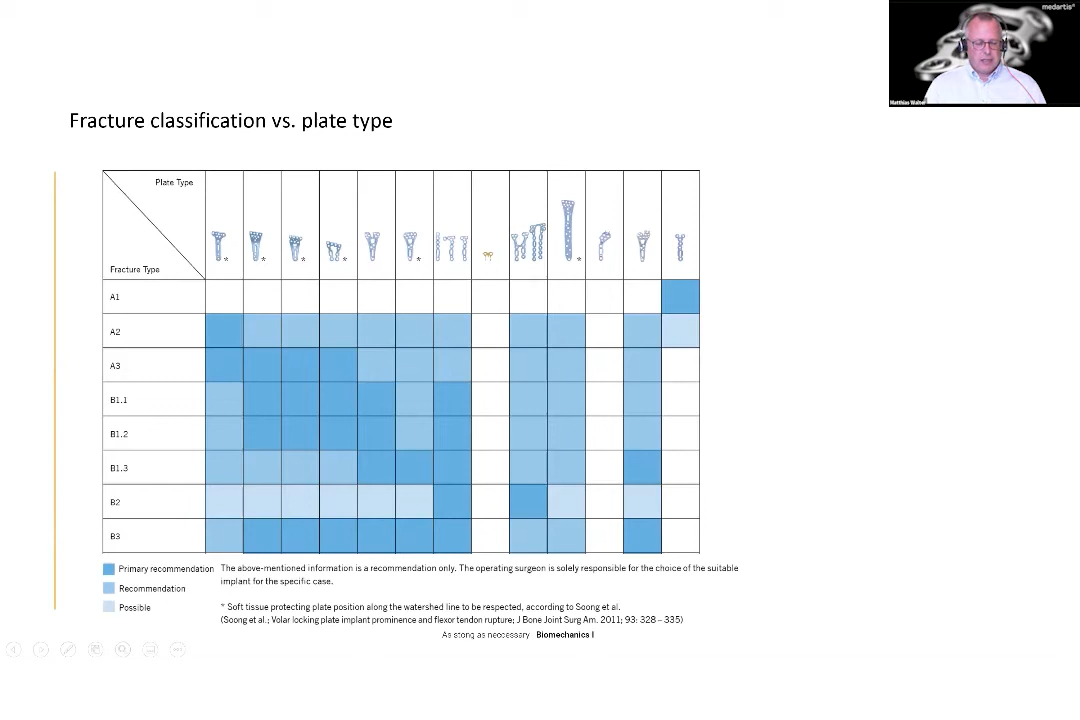 medartis®
Matthias Walter
Fracture classification vs. plate type
Plate Type
Fracture Type
A1
A2
A3
B1.1
B1.2
B1.3
B2
B3
Primary recommendation
Recommendation
Possible
The above-mentioned information is a recommendation only. The operating surgeon is solely responsible for the choice of the suitable
implant for the specific case.
* Soft tissue protecting plate position along the watershed line to be respected, according to Soong et al.
(Soong et al.; Volar locking plate implant prominence and flexor tendon rupture; J Bone Joint Surg Am. 2011; 93: 328 – 335)
As stong as neccessary Biomechanics I